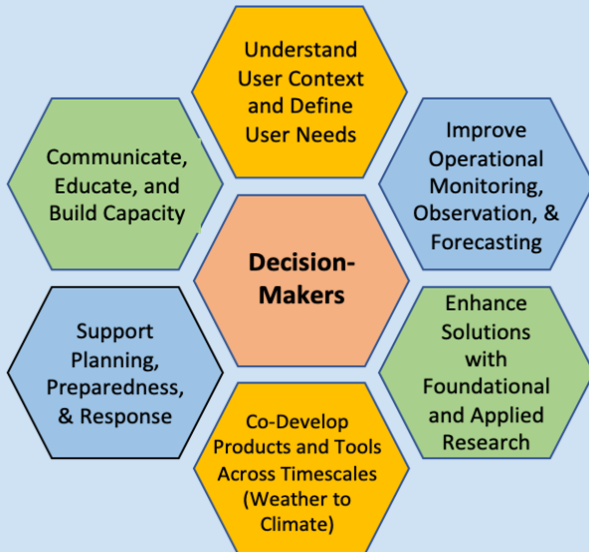 Understand
User Context
and Define
User Needs
Communicate,
Educate, and
Build Capacity
Improve
Operational
Monitoring,
Observation, &
Forecasting
Decision-
Makers
Support
Planning,
Preparedness,
& Response
Enhance
Solutions
with
Foundational
and Applied
Research
Co-Develop
Products and Tools
Across Timescales
(Weather to
Climate)